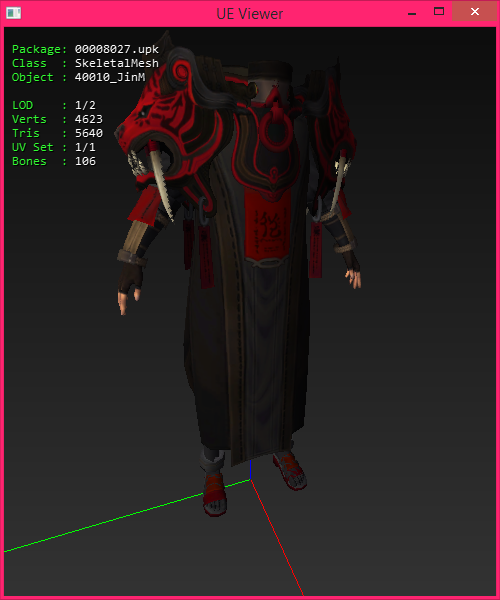 UE Viewer
Package: 00008027.upk
Class : SkeletalMesh
Object : 40010_JinM
LOD : 1/2
Verts : 4623
Tris : 5640
UV Set : 1/1
Bones : 106